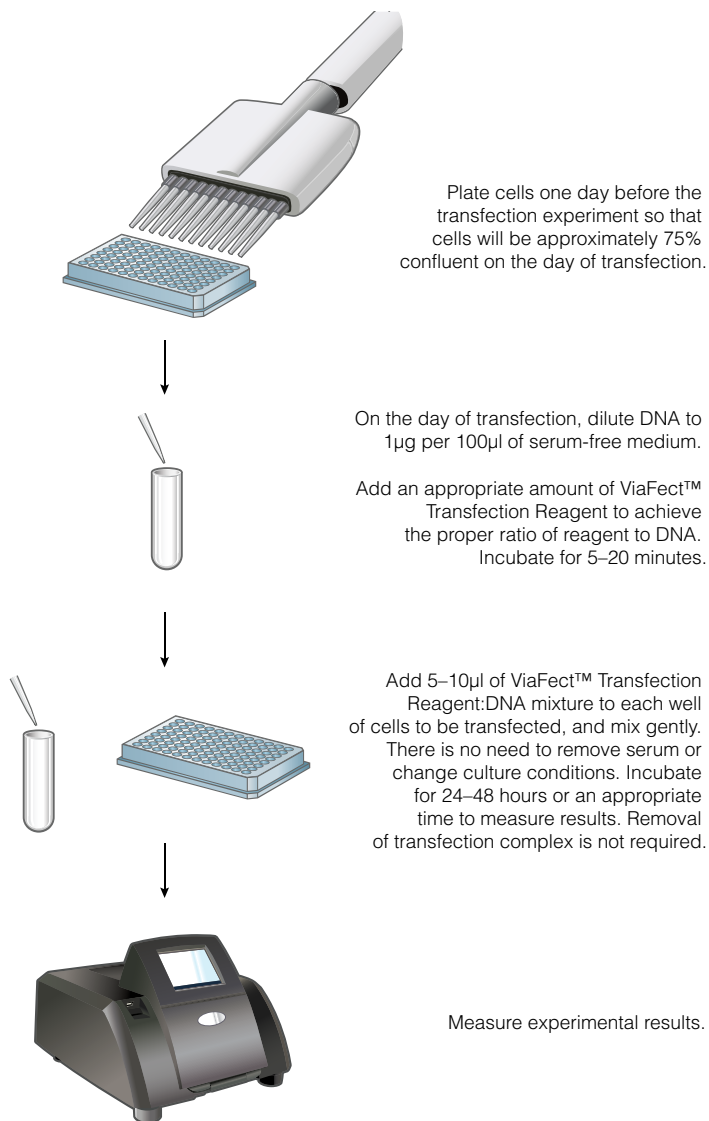 Plate cells one day before the
transfection experiment so that
cells will be approximately 75%
confluent on the day of transfection.
On the day of transfection, dilute DNA to
1µg per 100µl of serum-free medium.
Add an appropriate amount of ViaFect™
Transfection Reagent to achieve
the proper ratio of reagent to DNA.
Incubate for 5–20 minutes.
Add 5–10µl of ViaFect™ Transfection
Reagent:DNA mixture to each well
of cells to be transfected, and mix gently.
There is no need to remove serum or
change culture conditions. Incubate
for 24–48 hours or an appropriate
time to measure results. Removal
of transfection complex is not required.
Measure experimental results.